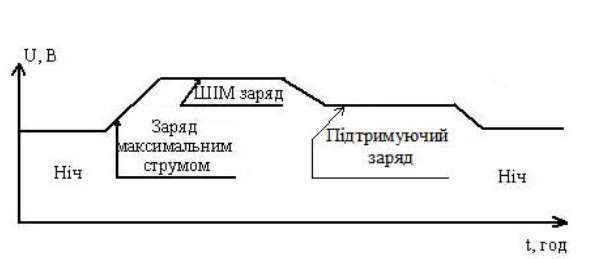 U, В
ШІМ заряд
Заряд
максимальним
струмом
Підтримуючий
заряд
Ніч
Ніч
t, год